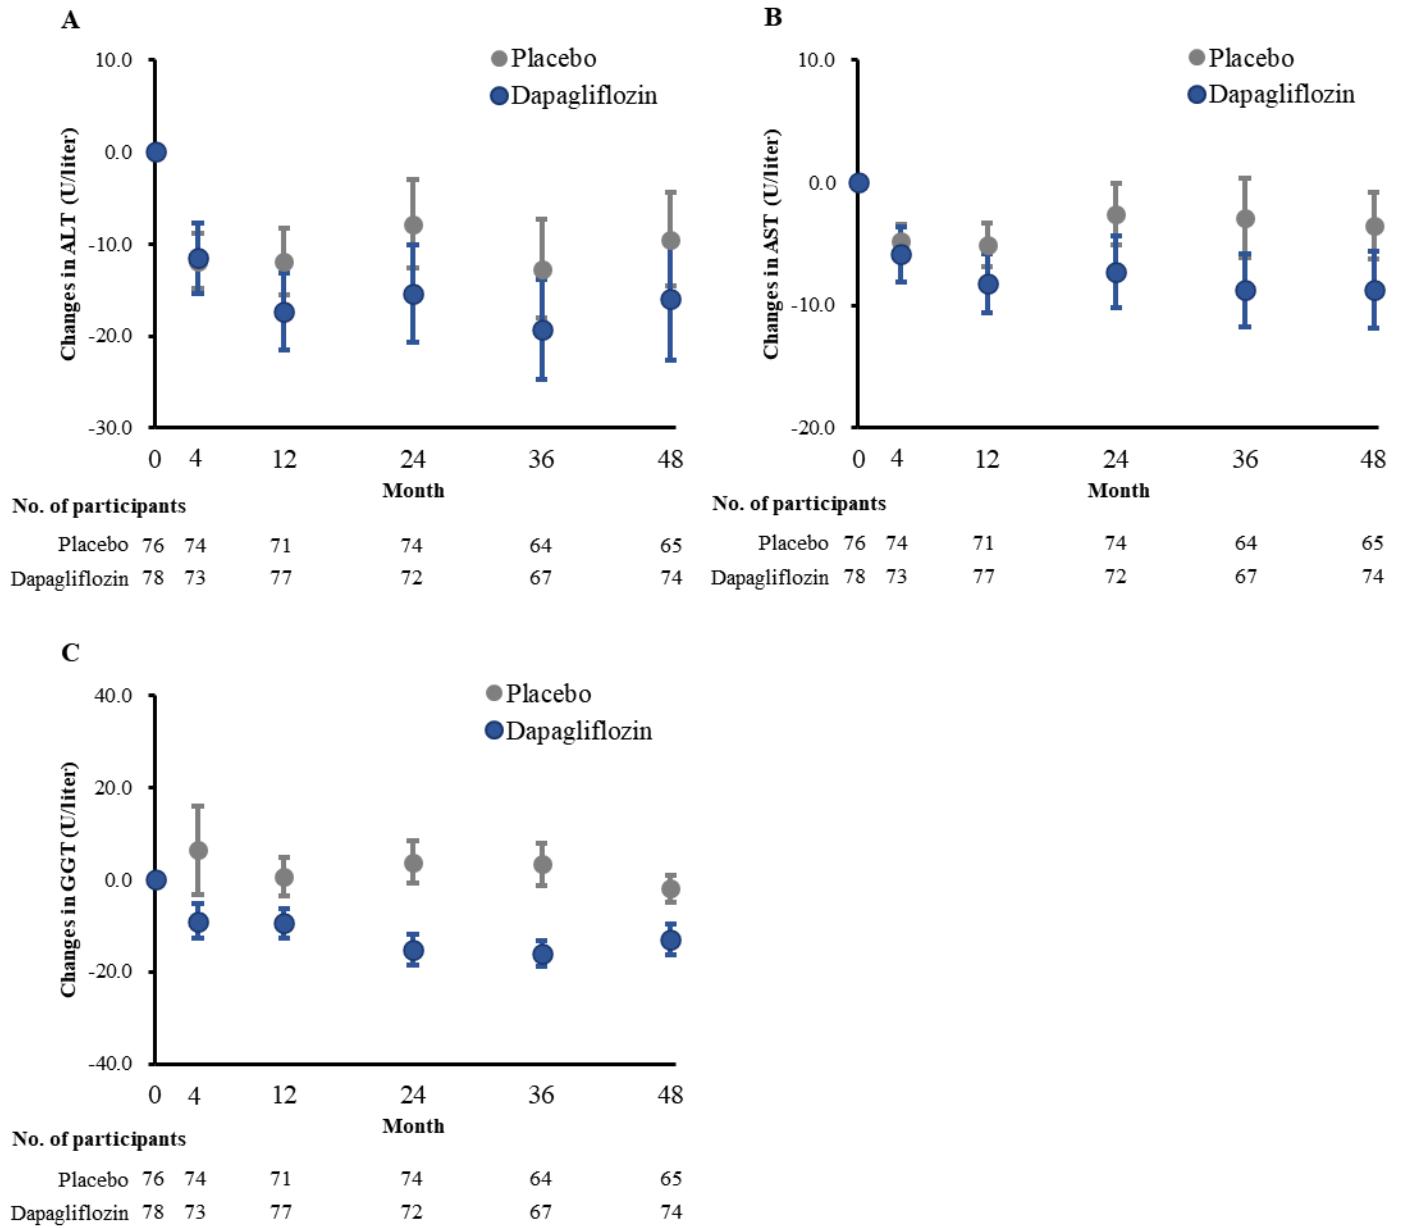 A
Placebo
Dapagliflozin
Changes in ALT (U/liter)
10.0
0.0
-10.0
-20.0
-30.0
0 4 12 24 36 48
Month
No. of participants
Placebo 76 74 71 74 64 65
Dapagliflozin 78 73 77 72 67 74
B
Placebo
Dapagliflozin
Changes in AST (U/liter)
10.0
0.0
-10.0
-20.0
0 4 12 24 36 48
Month
No. of participants
Placebo 76 74 71 74 64 65
Dapagliflozin 78 73 77 72 67 74
C
Placebo
Dapagliflozin
Changes in GGT (U/liter)
40.0
20.0
0.0
-20.0
-40.0
0 4 12 24 36 48
Month
No. of participants
Placebo 76 74 71 74 64 65
Dapagliflozin 78 73 77 72 67 74